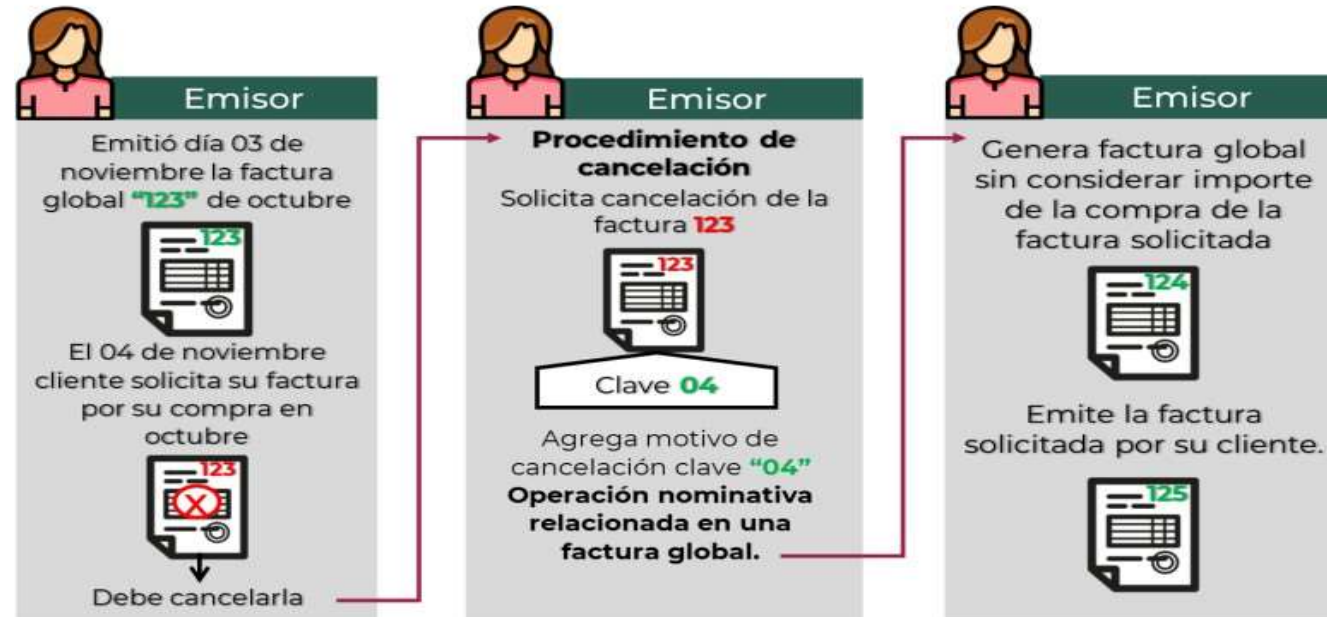 Emisor
Emitió día 03 de
noviembre la factura
global “123” de octubre
123
El 04 de noviembre
cliente solicita su factura
por su compra en
octubre
123
X
Debe cancelarla
Emisor
Procedimiento de
cancelación
Solicita cancelación de la
factura 123
123
Clave 04
Agrega motivo de
cancelación clave “04”
Operación nominativa
relacionada en una
factura global.
Emisor
Genera factura global
sin considerar importe
de la compra de la
factura solicitada
124
Emite la factura
solicitada por su cliente.
125